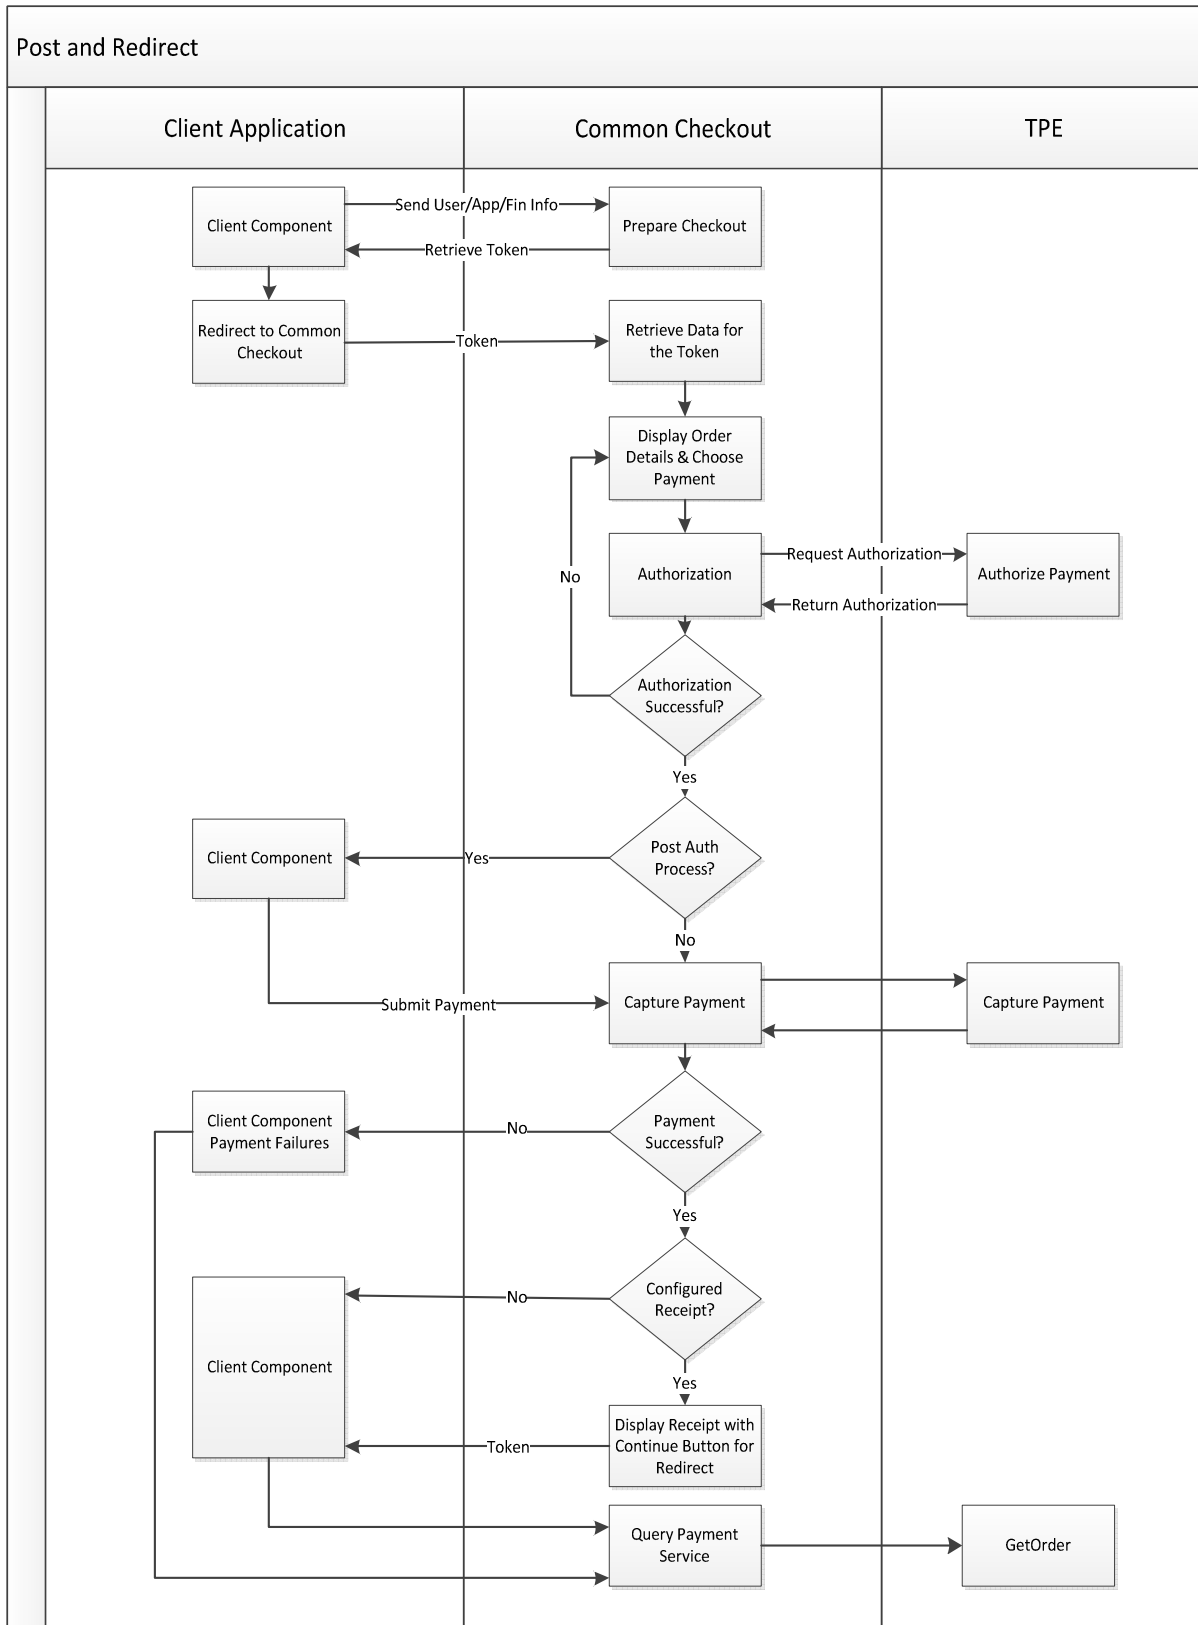 Post and Redirect
Client Application
Common Checkout
TPE
Client Component
Send User/App/Fin Info
Prepare Checkout
Retrieve Token
Redirect to Common
Checkout
Token
Retrieve Data for
the Token
Display Order
Details & Choose
Payment
Authorization
Request Authorization
Authorize Payment
Return Authorization
No
Authorization
Successful?
Yes
Client Component
Yes
Post Auth
Process?
No
Submit Payment
Capture Payment
Capture Payment
Client Component
Payment Failures
No
Payment
Successful?
Yes
No
Configured
Receipt?
Client Component
Yes
Token
Display Receipt with
Continue Button for
Redirect
Query Payment
Service
GetOrder